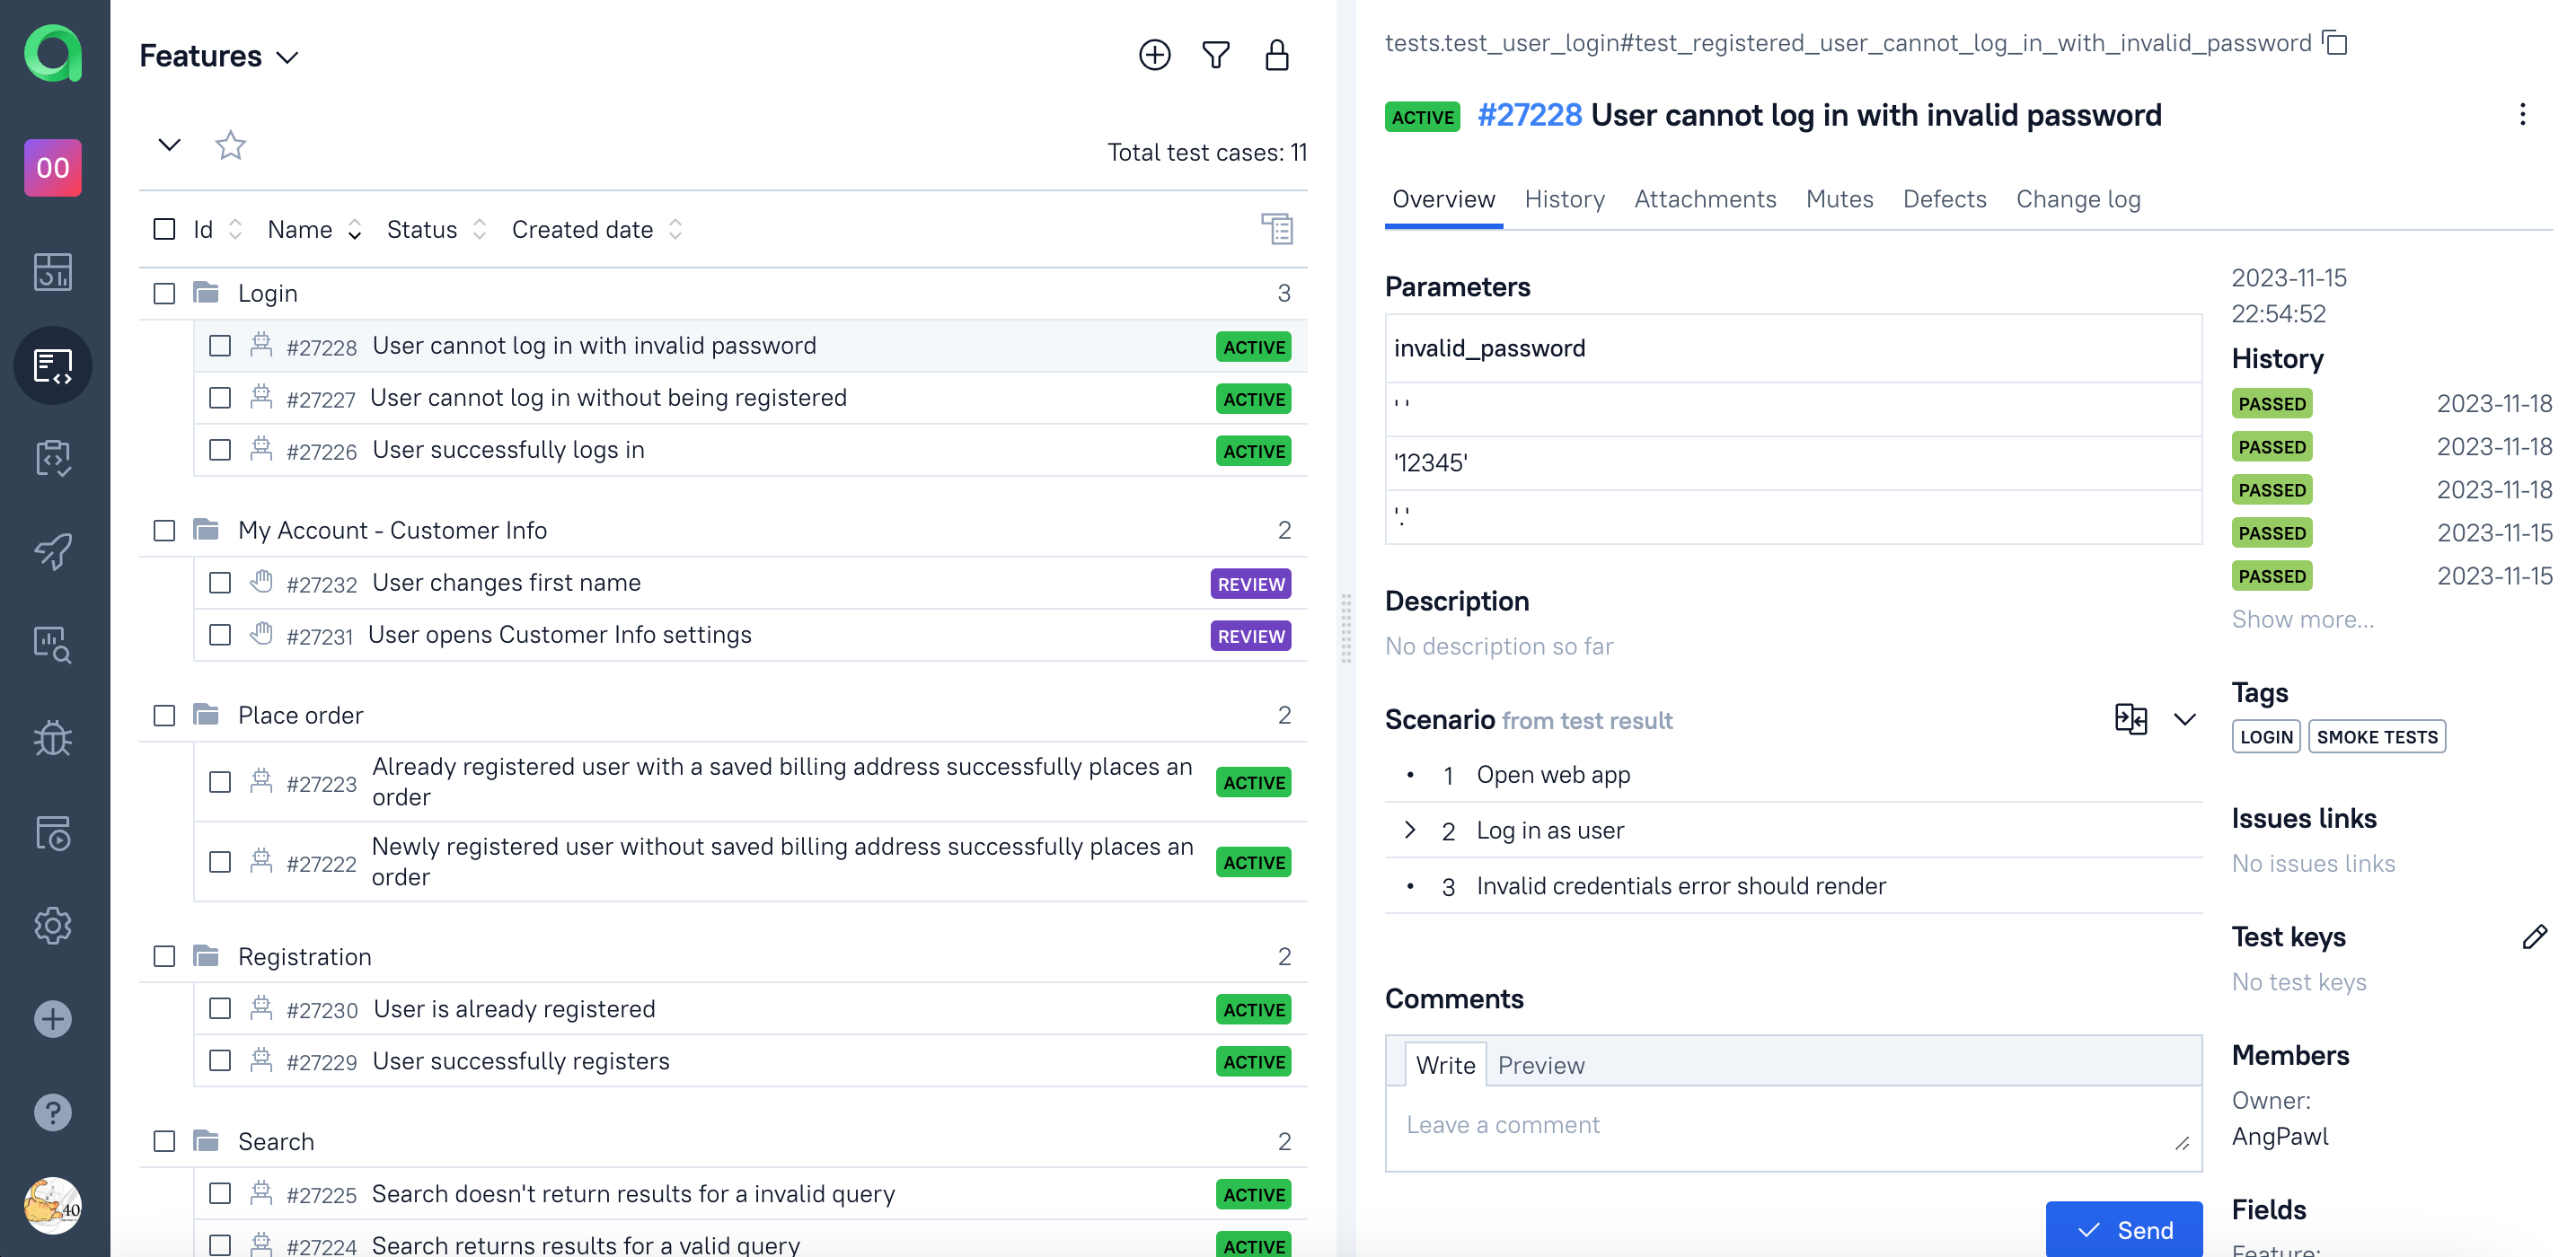 00
40
Features
Total test cases: 11
Id Name Status Created date
Login 3
#27228 User cannot log in with invalid password ACTIVE
#27227 User cannot log in without being registered ACTIVE
#27226 User successfully logs in ACTIVE
My Account - Customer Info 2
#27232 User changes first name REVIEW
#27231 User opens Customer Info settings REVIEW
Place order 2
#27223 Already registered user with a saved billing address successfully places an
order ACTIVE
#27222 Newly registered user without saved billing address successfully places an
order ACTIVE
Registration 2
#27230 User is already registered ACTIVE
#27229 User successfully registers ACTIVE
Search 2
#27225 Search doesn't return results for a invalid query ACTIVE
#27224 Search returns results for a valid query ACTIVE
tests.test_user_login#test_registered_user_cannot_log_in_with_invalid_password
ACTIVE #27228 User cannot log in with invalid password
Overview History Attachments Mutes Defects Change log
Parameters
invalid_password
' '
'12345'
'.'
Description
No description so far
Scenario from test result
• 1 Open web app
2 Log in as user
• 3 Invalid credentials error should render
Comments
Write Preview
Leave a comment
Send
2023-11-15
22:54:52
History
PASSED 2023-11-18
PASSED 2023-11-18
PASSED 2023-11-18
PASSED 2023-11-15
PASSED 2023-11-15
Show more...
Tags
LOGIN SMOKE TESTS
Issues links
No issues links
Test keys
No test keys
Members
Owner:
AngPawl
Fields
Feature: